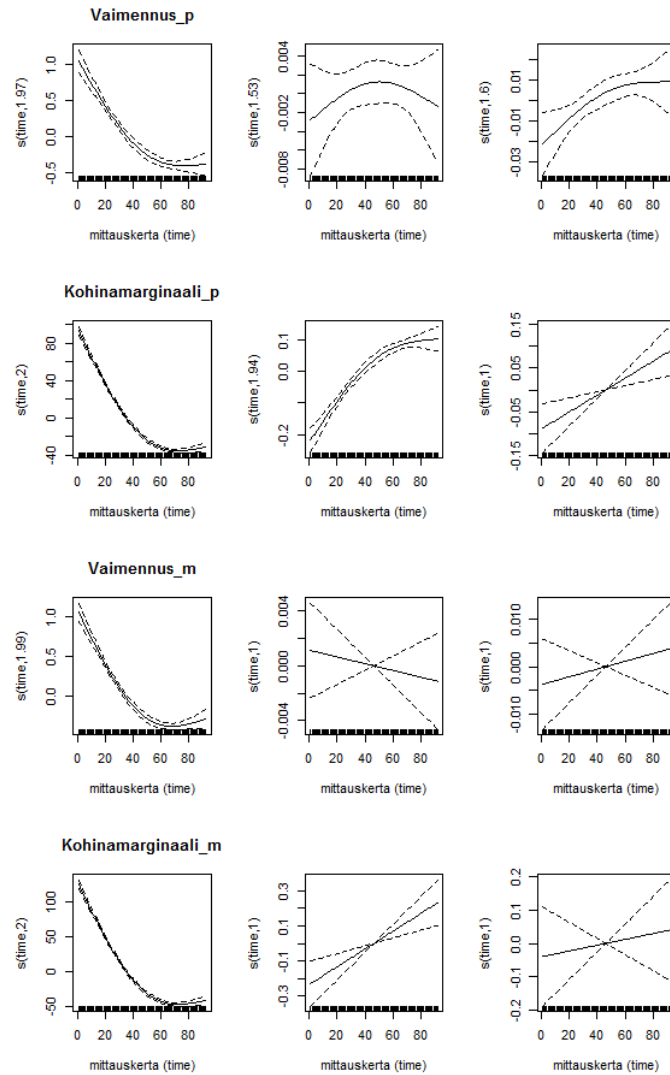 Vaimennus_p
s(time,1.97)
1.0
0.5
0.0
-0.5
0 20 40 60 80
mittauskerta (time)
s(time,1.53)
0.004
-0.002
-0.008
0 20 40 60 80
mittauskerta (time)
s(time,1.6)
0.01
-0.01
-0.03
0 20 40 60 80
mittauskerta (time)
Kohinamarginaali_p
s(time,2)
80
40
0
-40
0 20 40 60 80
mittauskerta (time)
s(time,1.94)
0.1
0.0
-0.2
0 20 40 60 80
mittauskerta (time)
s(time,1)
0.15
0.05
-0.05
-0.15
0 20 40 60 80
mittauskerta (time)
Vaimennus_m
s(time,1.99)
1.0
0.5
0.0
0 20 40 60 80
mittauskerta (time)
s(time,1)
0.004
0.000
-0.004
0 20 40 60 80
mittauskerta (time)
s(time,1)
0.010
0.000
-0.010
0 20 40 60 80
mittauskerta (time)
Kohinamarginaali_m
s(time,2)
100
50
0
-50
0 20 40 60 80
mittauskerta (time)
s(time,1)
0.3
0.1
-0.1
-0.3
0 20 40 60 80
mittauskerta (time)
s(time,1)
0.2
0.1
0.0
-0.1
-0.2
0 20 40 60 80
mittauskerta (time)